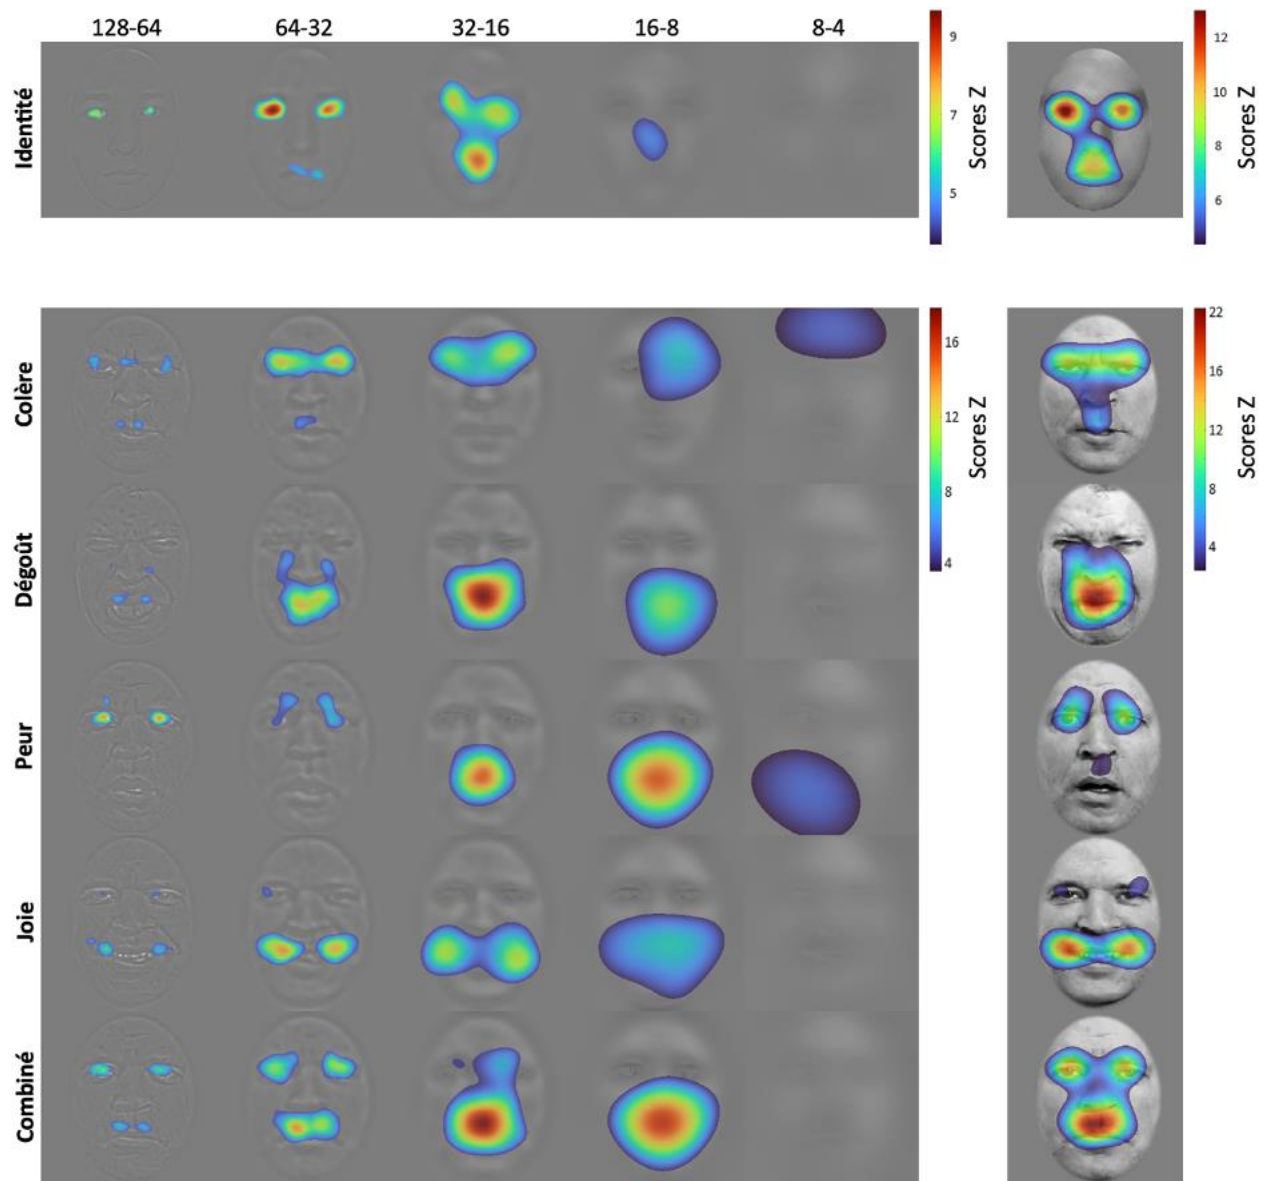 128-64 64-32 32-16 16-8 8-4
Identité
9
7
5
Scores Z
12
10
8
6
Scores Z
Colère
16
12
8
4
Scores Z
22
16
12
8
4
Scores Z
Dégoût
Peur
Joie
Combiné